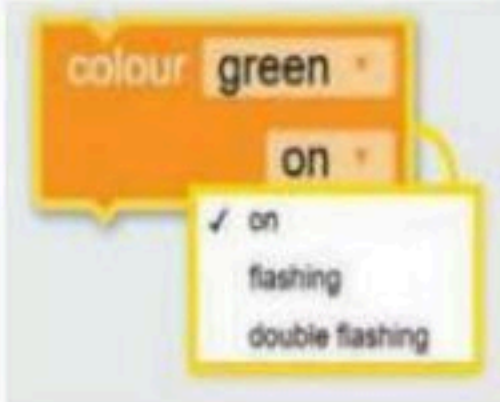 colour green
on
✓ on
flashing
double flashing